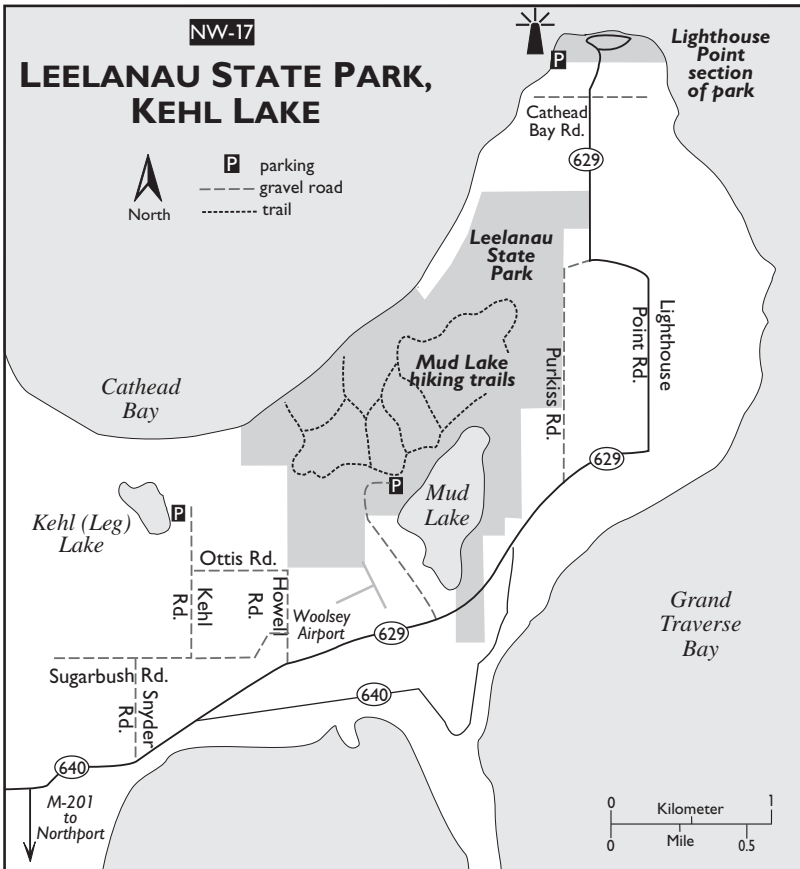 NW-17
LEELANAU STATE PARK,
KEHL LAKE
P parking
gravel road
trail
North
Lighthouse
Point
section
of park
P
Cathead
Bay Rd.
629
Leelanau
State
Park
Lighthouse
Point Rd.
Purkiss Rd.
Mud Lake
hiking trails
Cathead
Bay
629
P
Mud
Lake
P
Kehl (Leg)
Lake
Ottis Rd.
Kehl
Rd.
Howell
Rd.
Woolsey
Airport
629
Grand
Traverse
Bay
Sugarbush Rd.
Snyder
Rd.
640
640
M-201
to
Northport
0 Kilometer 1
0 Mile 0.5